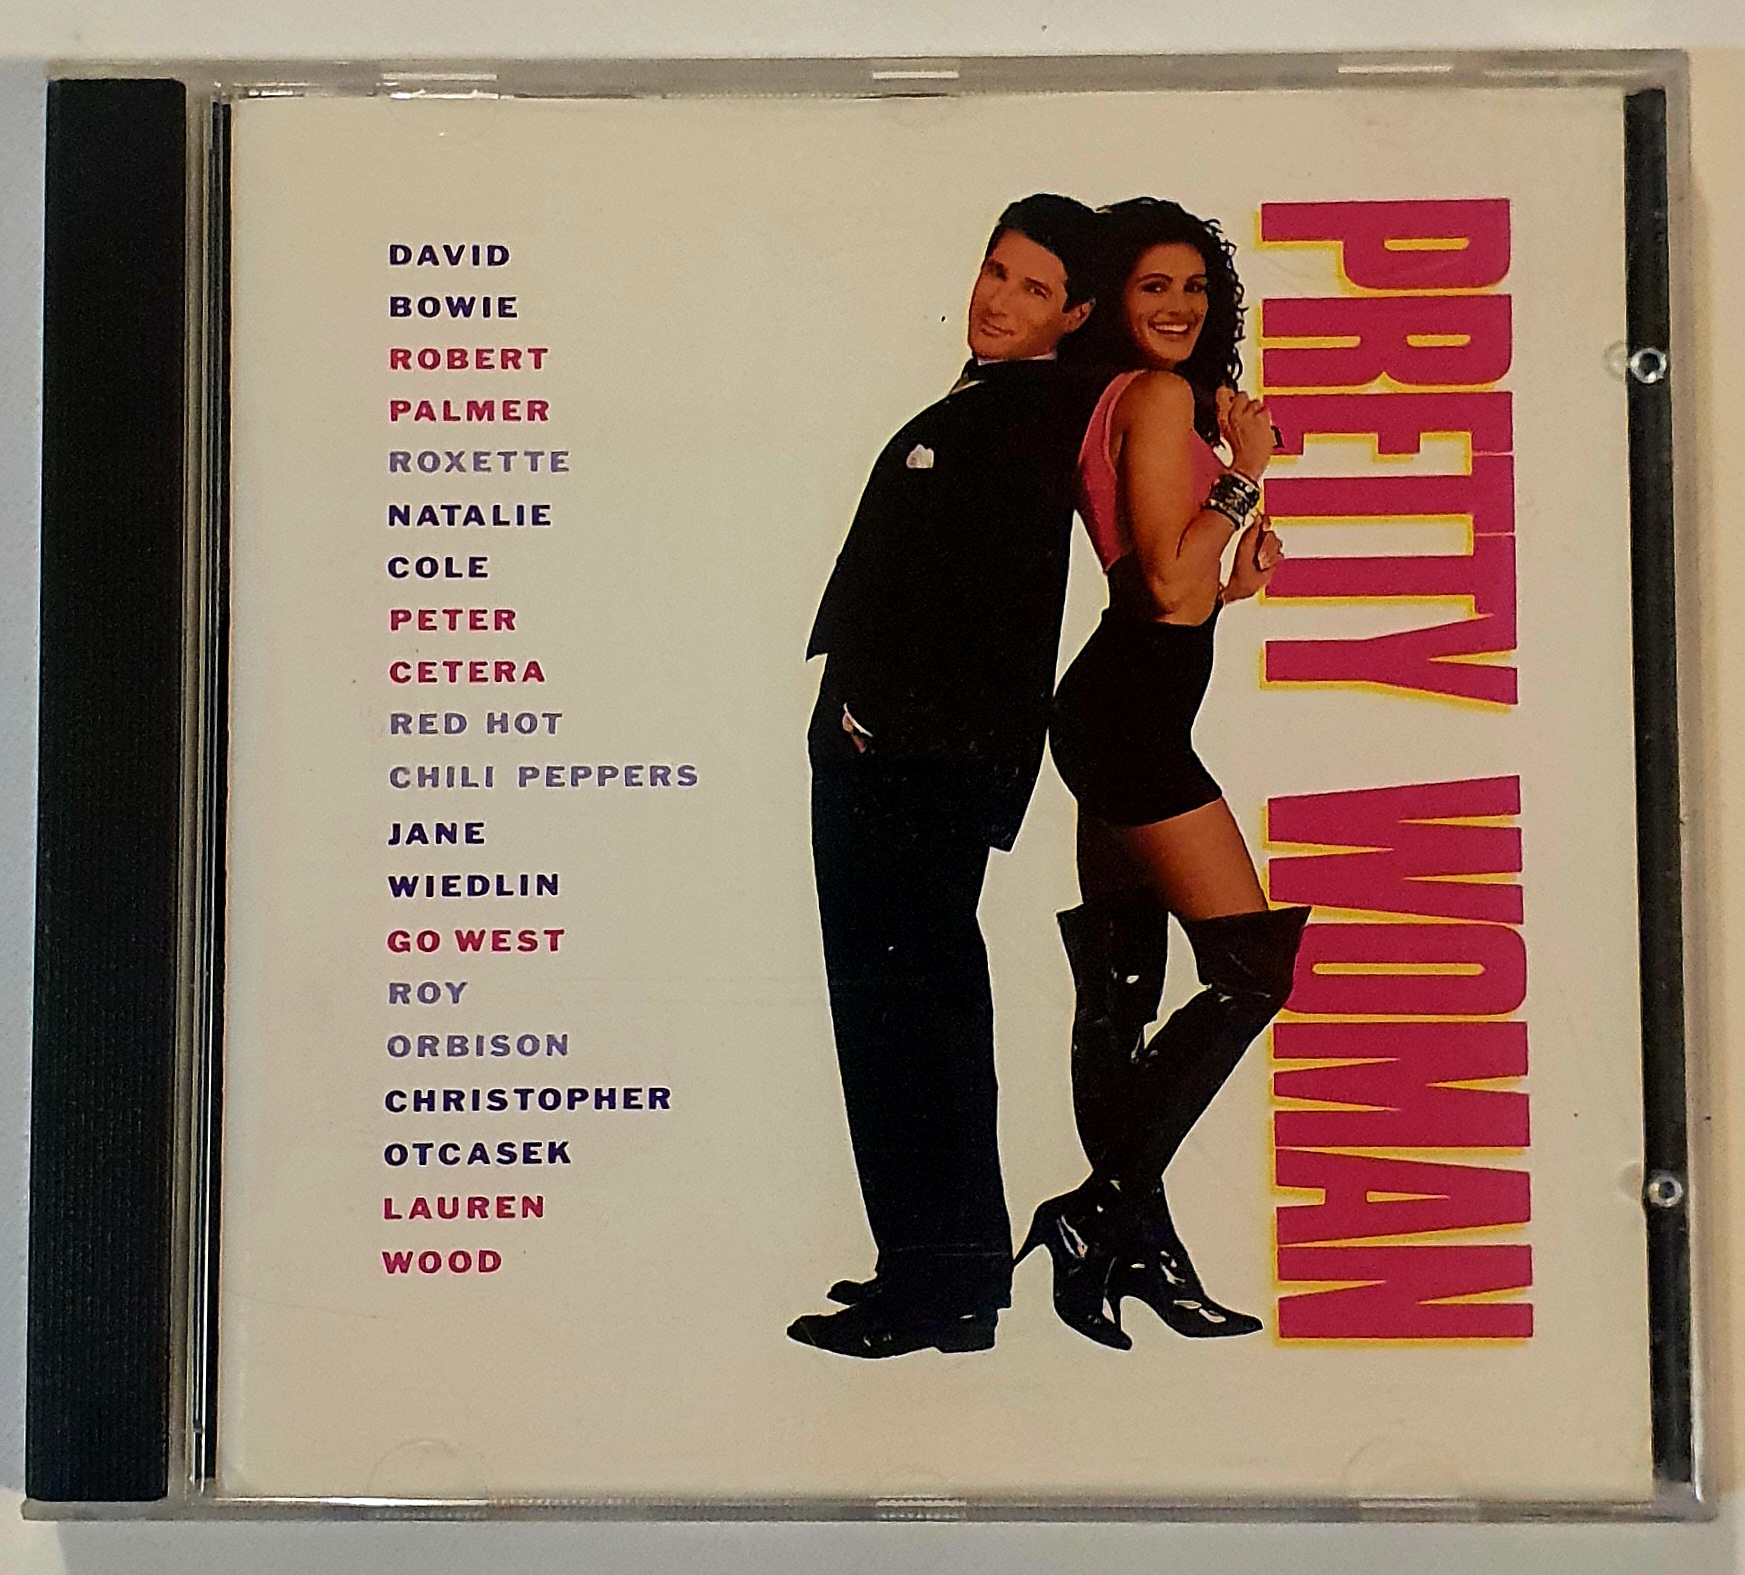 DAVID
BOWIE
ROBERT
PALMER
ROXETTE
NATALIE
COLE
PETER
CETERA
RED HOT
CHILI PEPPERS
JANE
WIEDLIN
GO WEST
ROY
ORBISON
CHRISTOPHER
OTCASEK
LAUREN
WOOD
PRETTY WOMAN